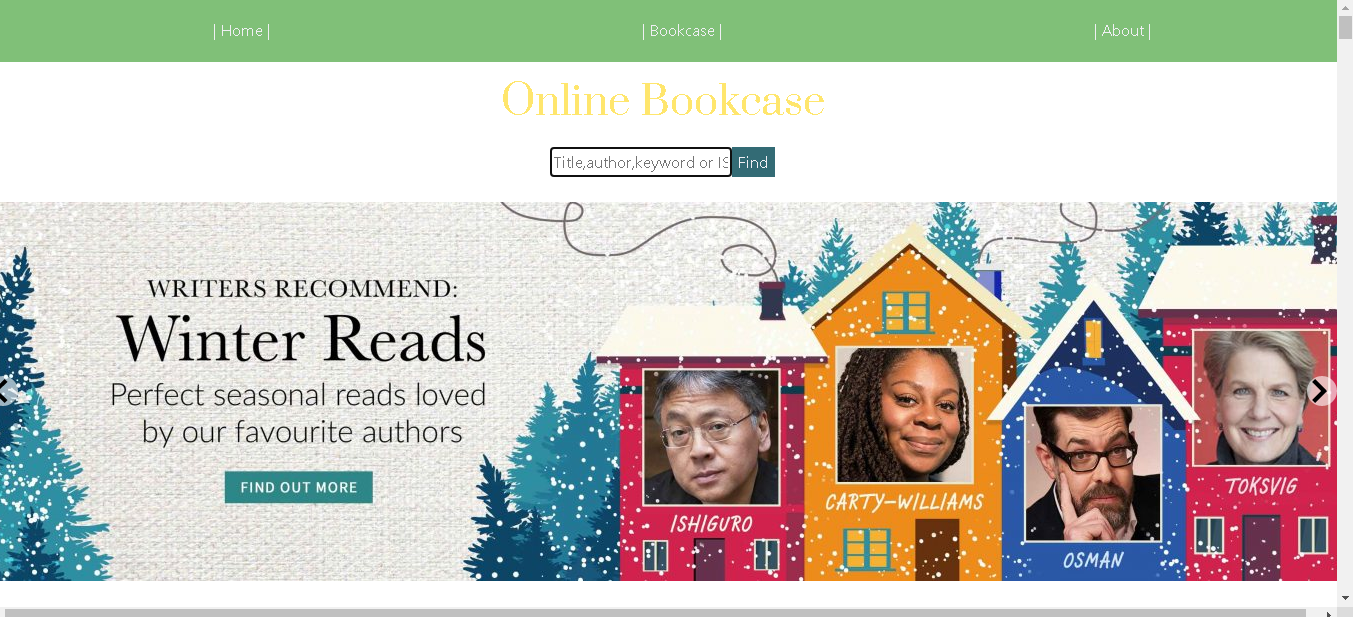 | Home | | Bookcase | | About |
Online Bookcase
Title,author,keyword or IS Find
WRITERS RECOMMEND:
Winter Reads
Perfect seasonal reads loved
by our favourite authors
FIND OUT MORE
ISHIGURO
CARTY-WILLIAMS
OSMAN
TOKSVIG